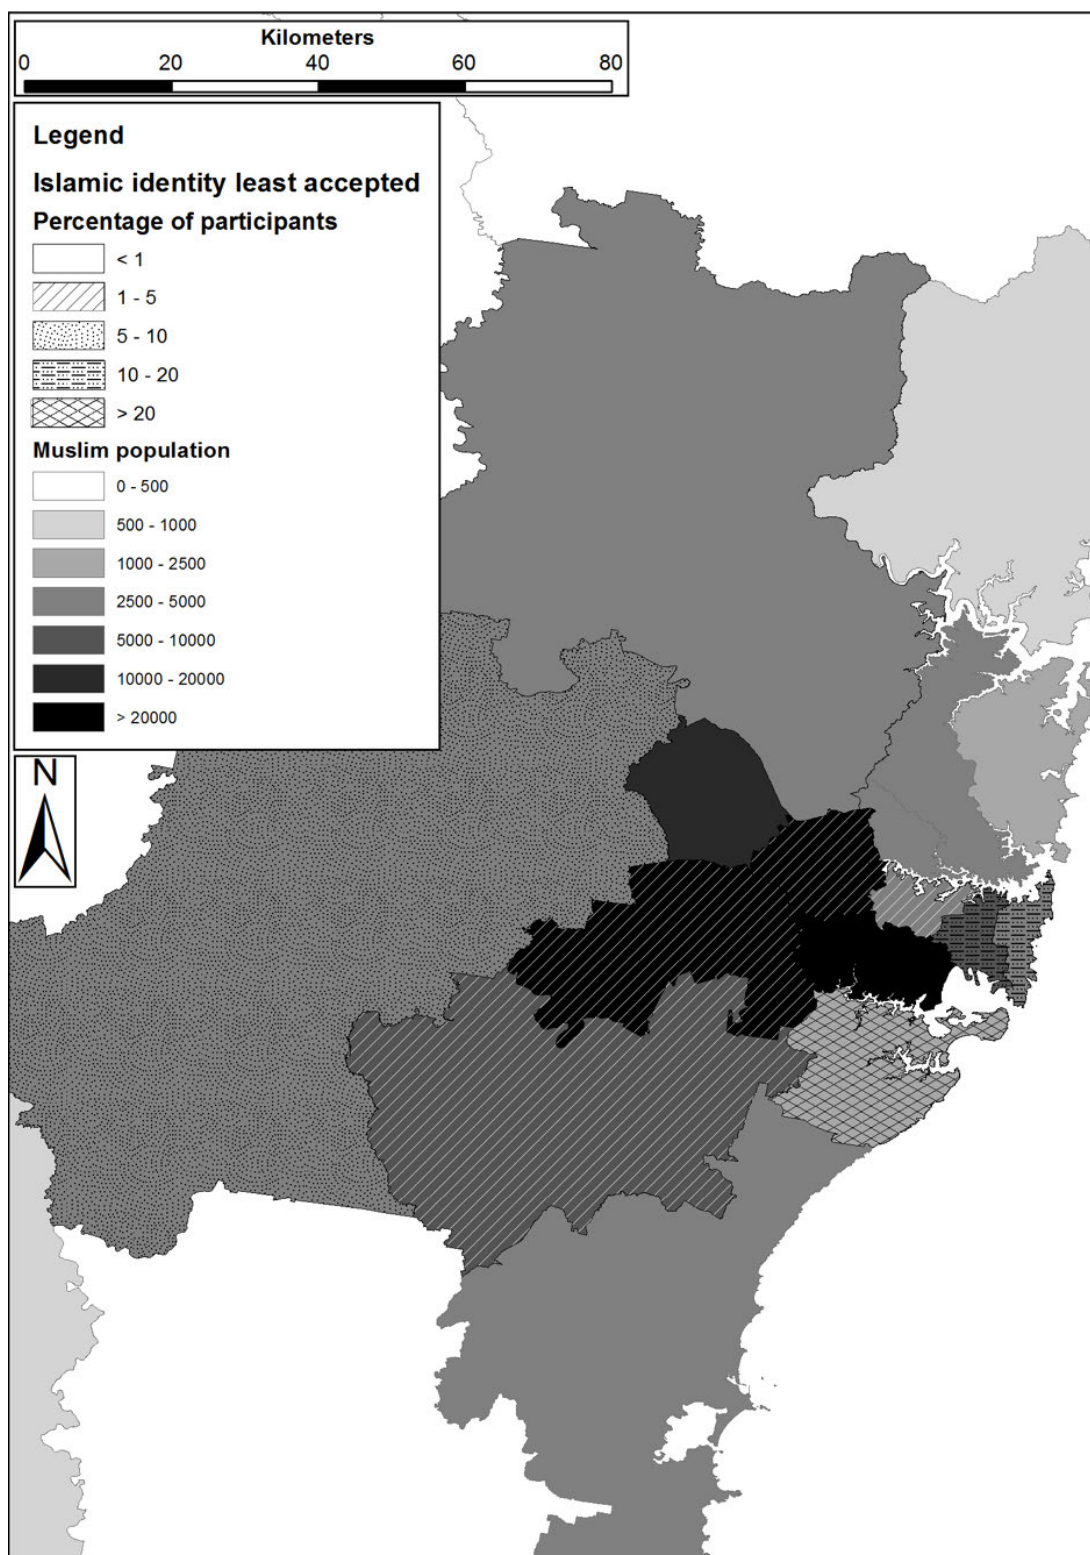 Kilometers
0 20 40 60 80
Legend
Islamic identity least accepted
Percentage of participants
< 1
1 - 5
5 - 10
10 - 20
> 20
Muslim population
0 - 500
500 - 1000
1000 - 2500
2500 - 5000
5000 - 10000
10000 - 20000
> 20000
N